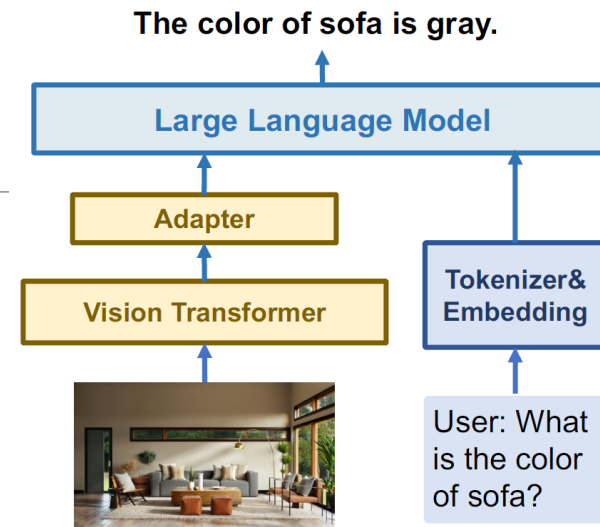 The color of sofa is gray.
Large Language Model
Adapter
Vision Transformer
Tokenizer&
Embedding
User: What
is the color
of sofa?